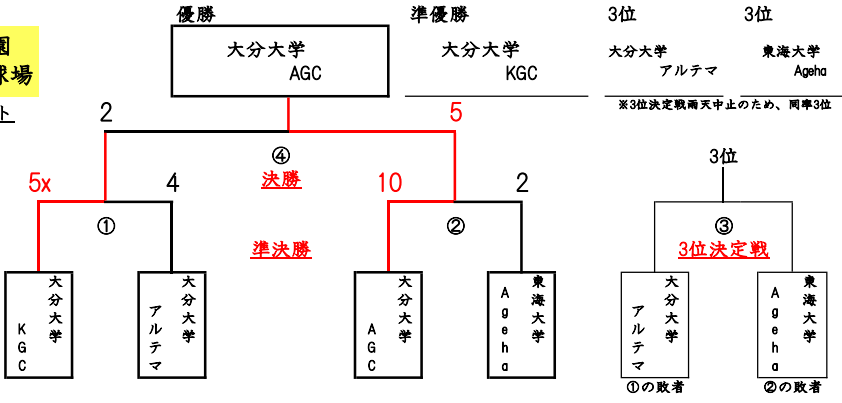 優勝
準優勝
3位
3位
園
球場
ト
大分大学
AGC
大分大学
KGC
大分大学
アルテマ
東海大学
Ageha
※3位決定戦雨天中止のため、同率3位
2
5
④
決勝
3位
5x
4
10
2
①
②
③
準決勝
3位決定戦
大分大学
KGC
大分大学
アルテマ
大分大学
AGC
東海大学
Ageha
大分大学
アルテマ
東海大学
Ageha
①の敗者
②の敗者